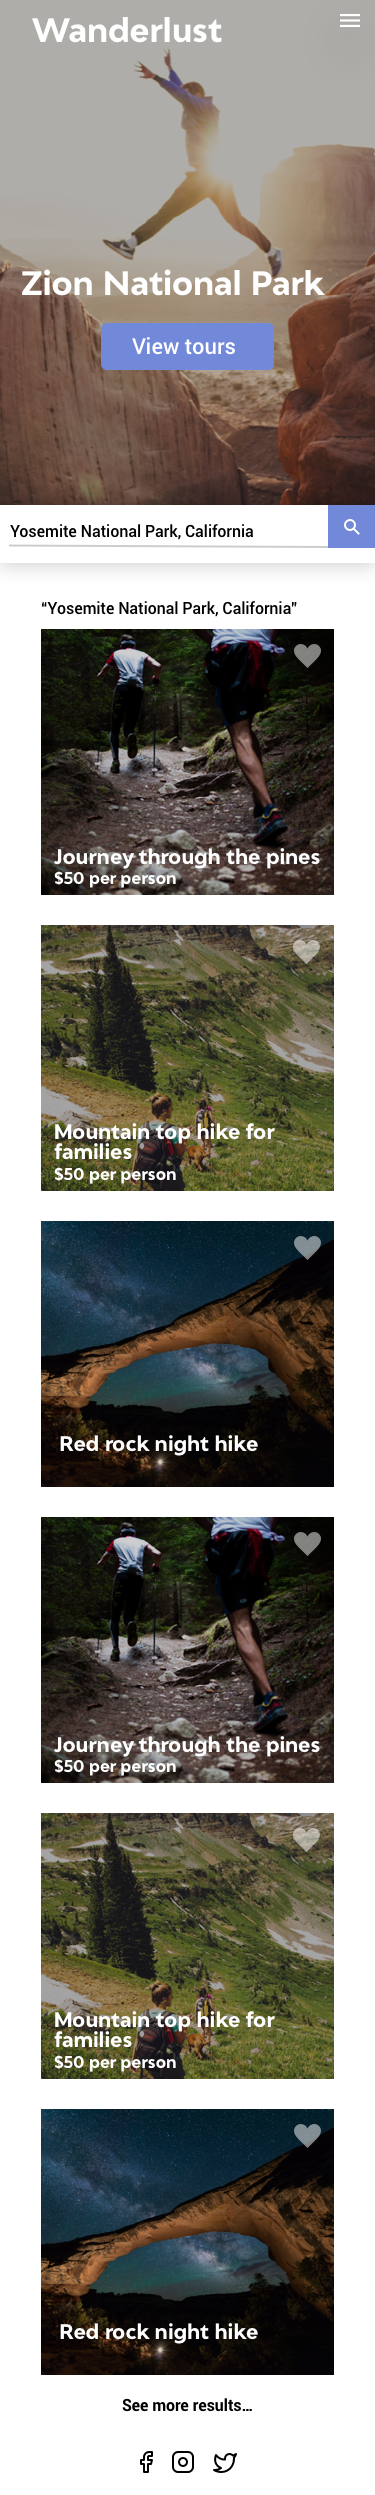 Wanderlust
Zion National Park
View tours
Yosemite National Park, California
“Yosemite National Park, California”
Journey through the pines
$50 per person
Mountain top hike for
families
$50 per person
Red rock night hike
Journey through the pines
$50 per person
Mountain top hike for
families
$50 per person
Red rock night hike
See more results...